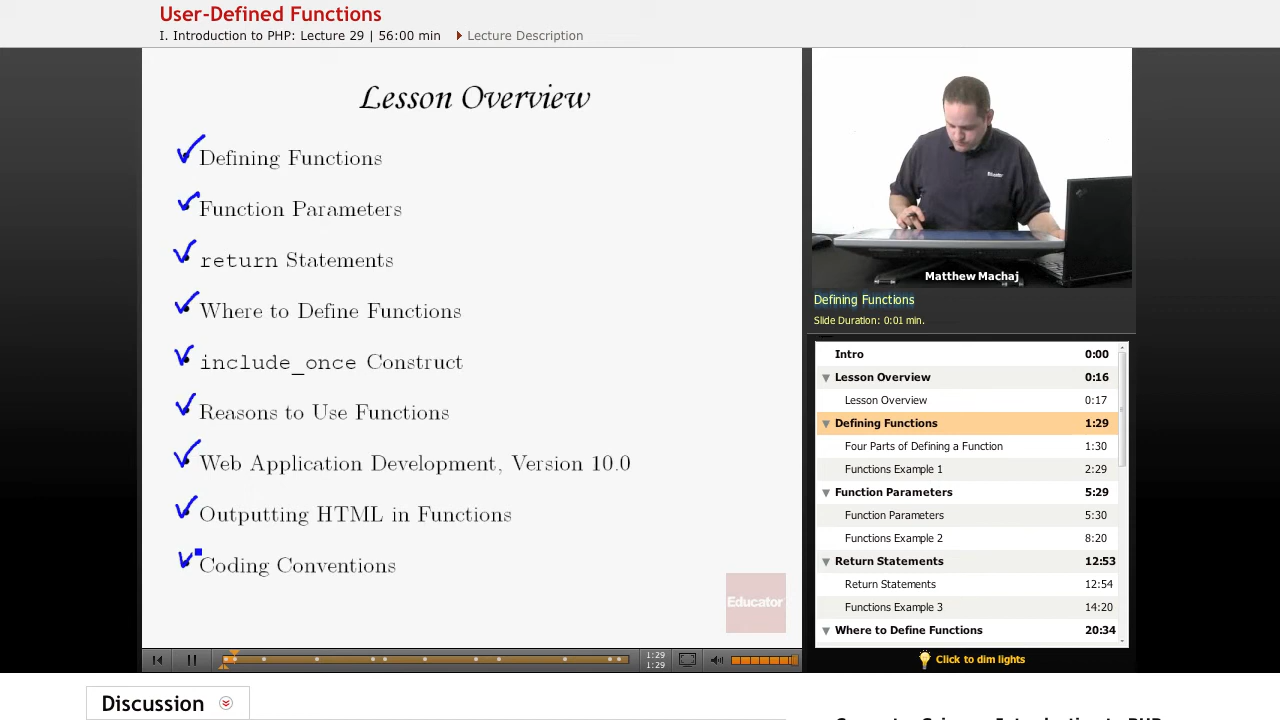 User-Defined Functions
I. Introduction to PHP: Lecture 29 | 56:00 min Lecture Description
Lesson Overview
Defining Functions
Function Parameters
return Statements
Where to Define Functions
include_once Construct
Reasons to Use Functions
Web Application Development, Version 10.0
Outputting HTML in Functions
Coding Conventions
Educator
1:29
1:29
Educator
Matthew Machaj
Defining Functions
Slide Duration: 0:01 min.
Intro 0:00
Lesson Overview 0:16
Lesson Overview 0:17
Defining Functions 1:29
Four Parts of Defining a Function 1:30
Functions Example 1 2:29
Function Parameters 5:29
Function Parameters 5:30
Functions Example 2 8:20
Return Statements 12:53
Return Statements 12:54
Functions Example 3 14:20
Where to Define Functions 20:34
Click to dim lights
Discussion